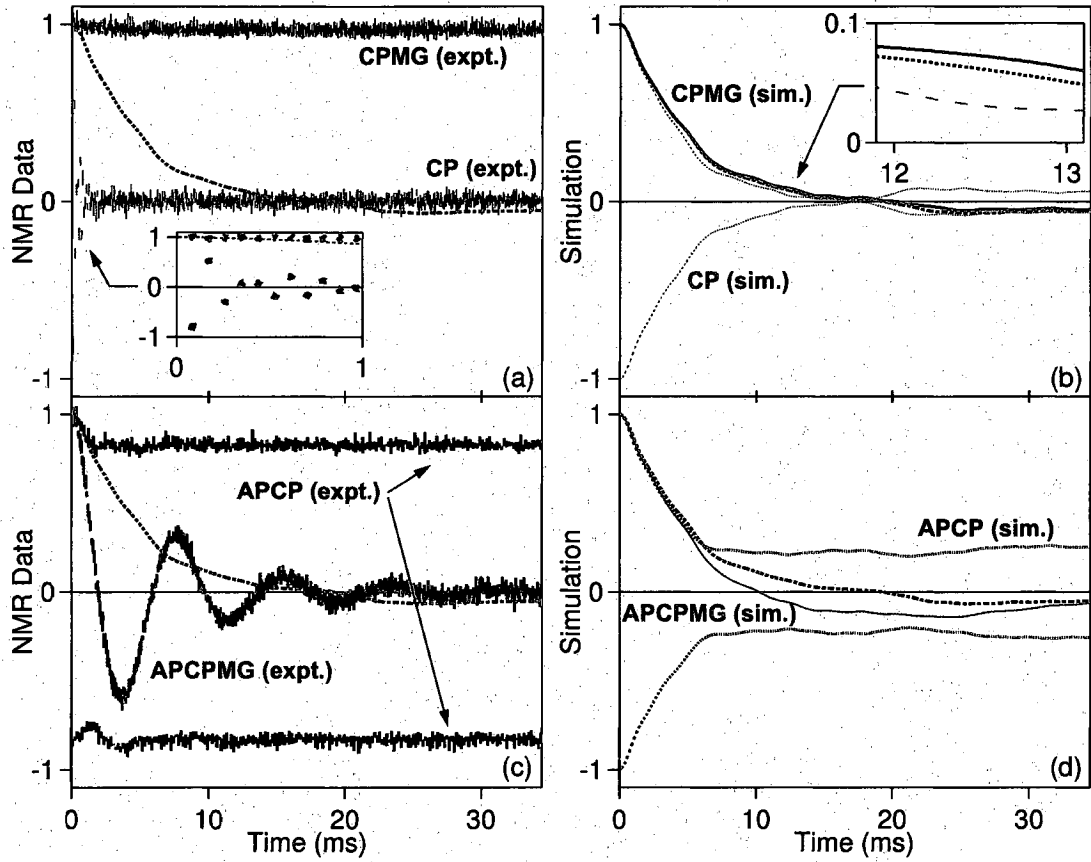 1
0
-1
NMR Data
CPMG (expt.)
CP (expt.)
1
0
-1
0
1
(a)
1
0
-1
Simulation
CPMG (sim.)
CP (sim.)
0.1
0
12
13
(b)
1
0
-1
NMR Data
APCP (expt.)
APCPMG (expt.)
(c)
0
10
20
30
Time (ms)
1
0
-1
Simulation
APCP (sim.)
APCPMG (sim.)
(d)
0
10
20
30
Time (ms)